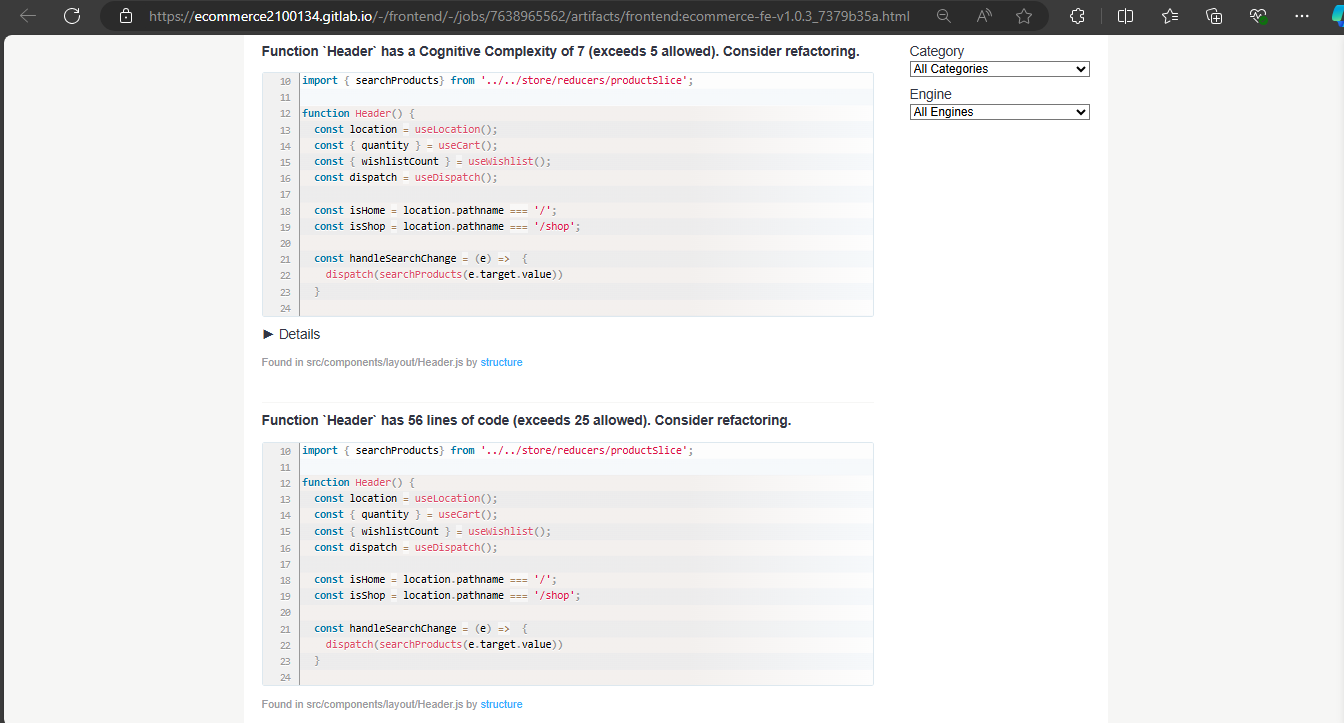 https://ecommerce2100134.gitlab.io/-/frontend/-/jobs/7638965562/artifacts/frontend:ecommerce-fe-v1.0.3_7379b35a.html
Function `Header` has a Cognitive Complexity of 7 (exceeds 5 allowed). Consider refactoring.
10 import { searchProducts} from '../../store/reducers/productSlice';
11
12 function Header() {
13 const location = useLocation();
14 const { quantity } = useCart();
15 const { wishlistCount } = useWishlist();
16 const dispatch = useDispatch();
17
18 const isHome = location.pathname === '/';
19 const isShop = location.pathname === '/shop';
20
21 const handleSearchChange = (e) => {
22 dispatch(searchProducts(e.target.value))
23 }
24
▶ Details
Found in src/components/layout/Header.js by structure
Function `Header` has 56 lines of code (exceeds 25 allowed). Consider refactoring.
10 import { searchProducts} from '../../store/reducers/productSlice';
11
12 function Header() {
13 const location = useLocation();
14 const { quantity } = useCart();
15 const { wishlistCount } = useWishlist();
16 const dispatch = useDispatch();
17
18 const isHome = location.pathname === '/';
19 const isShop = location.pathname === '/shop';
20
21 const handleSearchChange = (e) => {
22 dispatch(searchProducts(e.target.value))
23 }
24
Found in src/components/layout/Header.js by structure
Category
All Categories
Engine
All Engines